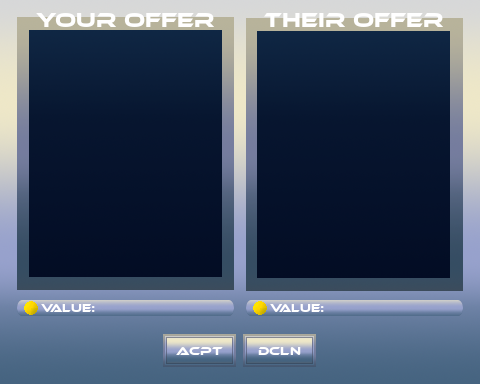 YOUR OFFER
THEIR OFFER
VALUE:
VALUE:
ACPT
DCLN